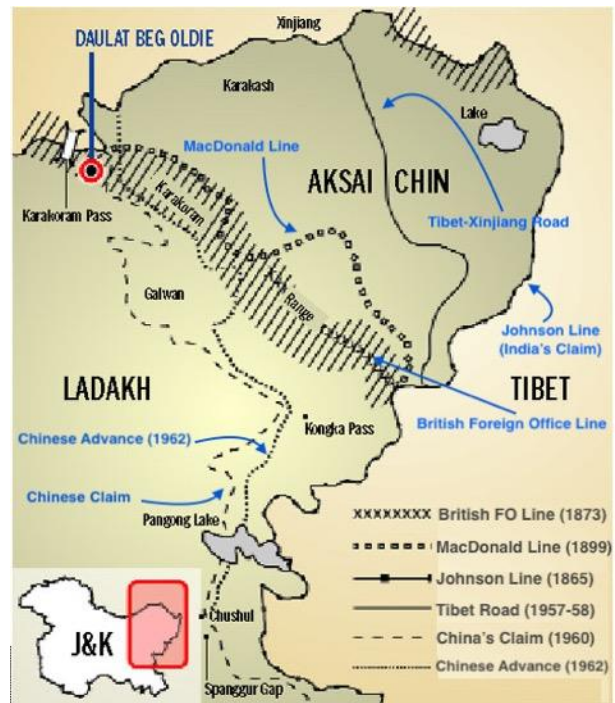 Xinjiang
DAULAT BEG OLDIE
Karakash
Lake
MacDonald Line
AKSAI CHIN
Karakoram Pass
Karakoran
Tibet-Xinjiang Road
Galwan
Range
Johnson Line
(India's Claim)
LADAKH
TIBET
Kongka Pass
British Foreign Office Line
Chinese Advance (1962)
Chinese Claim
Pangong Lake
xxxxxxxxx British FO Line (1873)
MacDonald Line (1899)
Johnson Line (1865)
Tibet Road (1957-58)
China's Claim (1960)
Chinese Advance (1962)
J&K
Chushul
Spanggur Gap